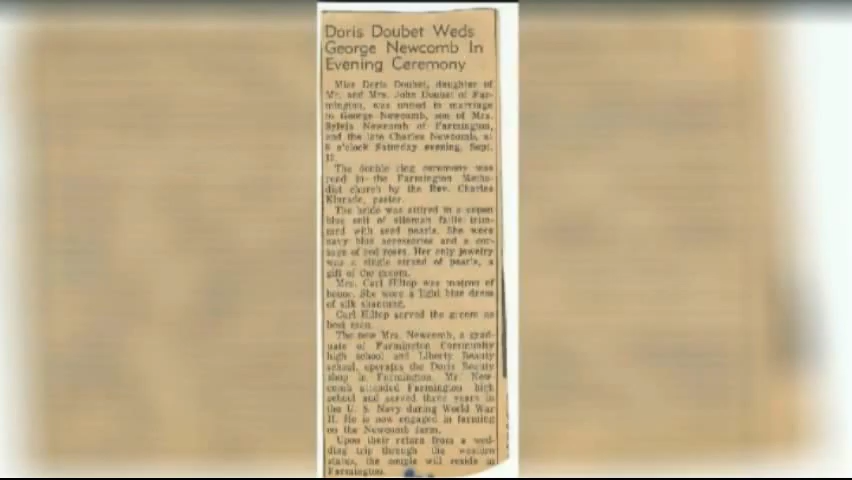 Doris Doubet Weds
George Newcomb In
Evening Ceremony
Miss Doris Doubet, daughter of
Mr. and Mrs. John Doubet of Far-
mington, was united in marriage
to George Newcomb, son of Mrs.
Sylvia Newcomb of Farmington,
and the late Charles Newcomb, at
o'clock Saturday evening, Sept.
The double ring ceremony was
read in the Farmington Metho-
dist church by the Rev. Charles
pastor.
The bride was attired in a
blue suit of ottoman faille trim-
med with seed pearls. She wore
navy blue accessories and a cor-
sage of red roses. Her only jewelry
was a single strand of pearls, a
gift of the groom.
Mrs. Carl Hiltop was matron of
honor. She wore a light blue dress
of silk shantung.
Carl Hiltop served the groom as
best man.
The new Mrs. Newcomb, a grad-
uate of Farmington Community
high school and Liberty Beauty
school, operates the Doris Beauty
shop in Farmington. Mr. New-
comb attended Farmington high
school and served three years in
the U. S. Navy during World War
II. He is now engaged in farming
on the Newcomb farm.
Upon their return from a wed-
ding trip through the western
states, the couple will reside in
Farmington.